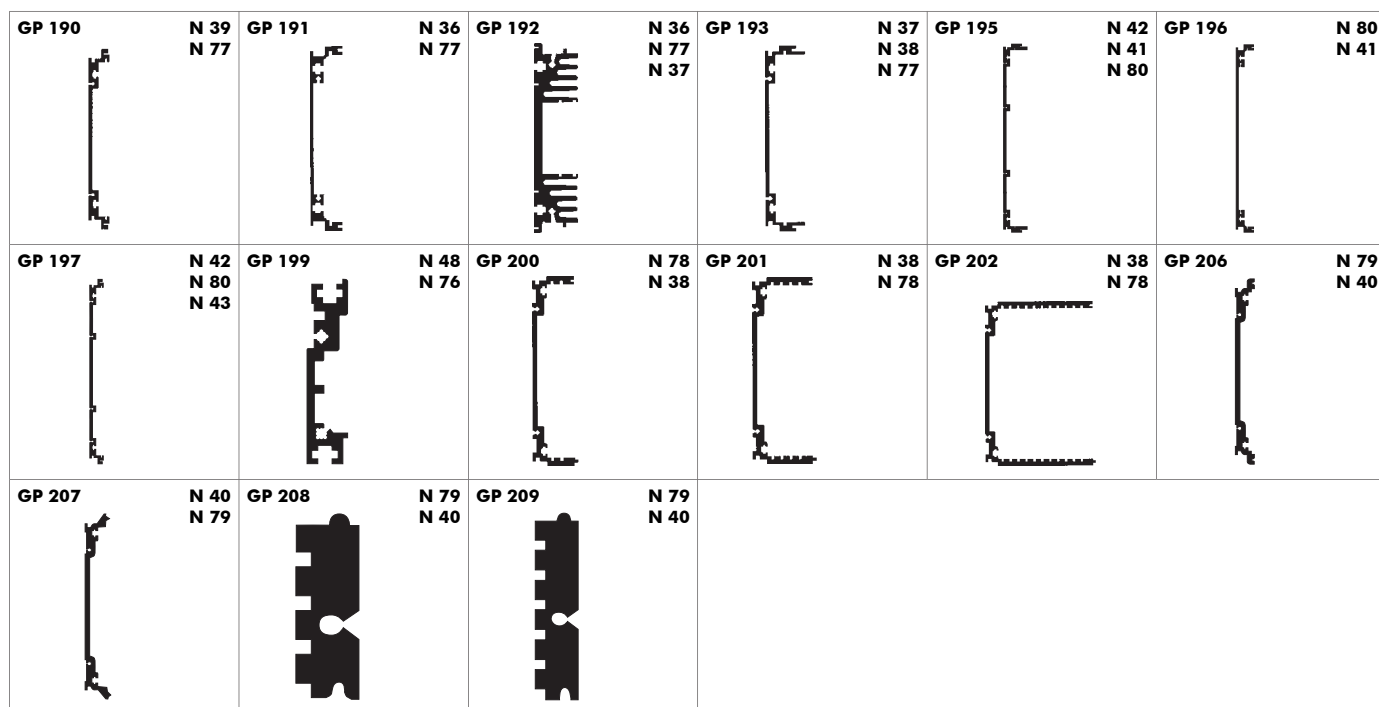 GP 190 N 39
N 77
GP 191 N 36
N 77
GP 192 N 36
N 77
N 37
GP 193 N 37
N 38
N 77
GP 195 N 42
N 41
N 80
GP 196 N 80
N 41
GP 197 N 42
N 80
N 43
GP 199 N 48
N 76
GP 200 N 78
N 38
GP 201 N 38
N 78
GP 202 N 38
N 78
GP 206 N 79
N 40
GP 207 N 40
N 79
GP 208 N 79
N 40
GP 209 N 79
N 40